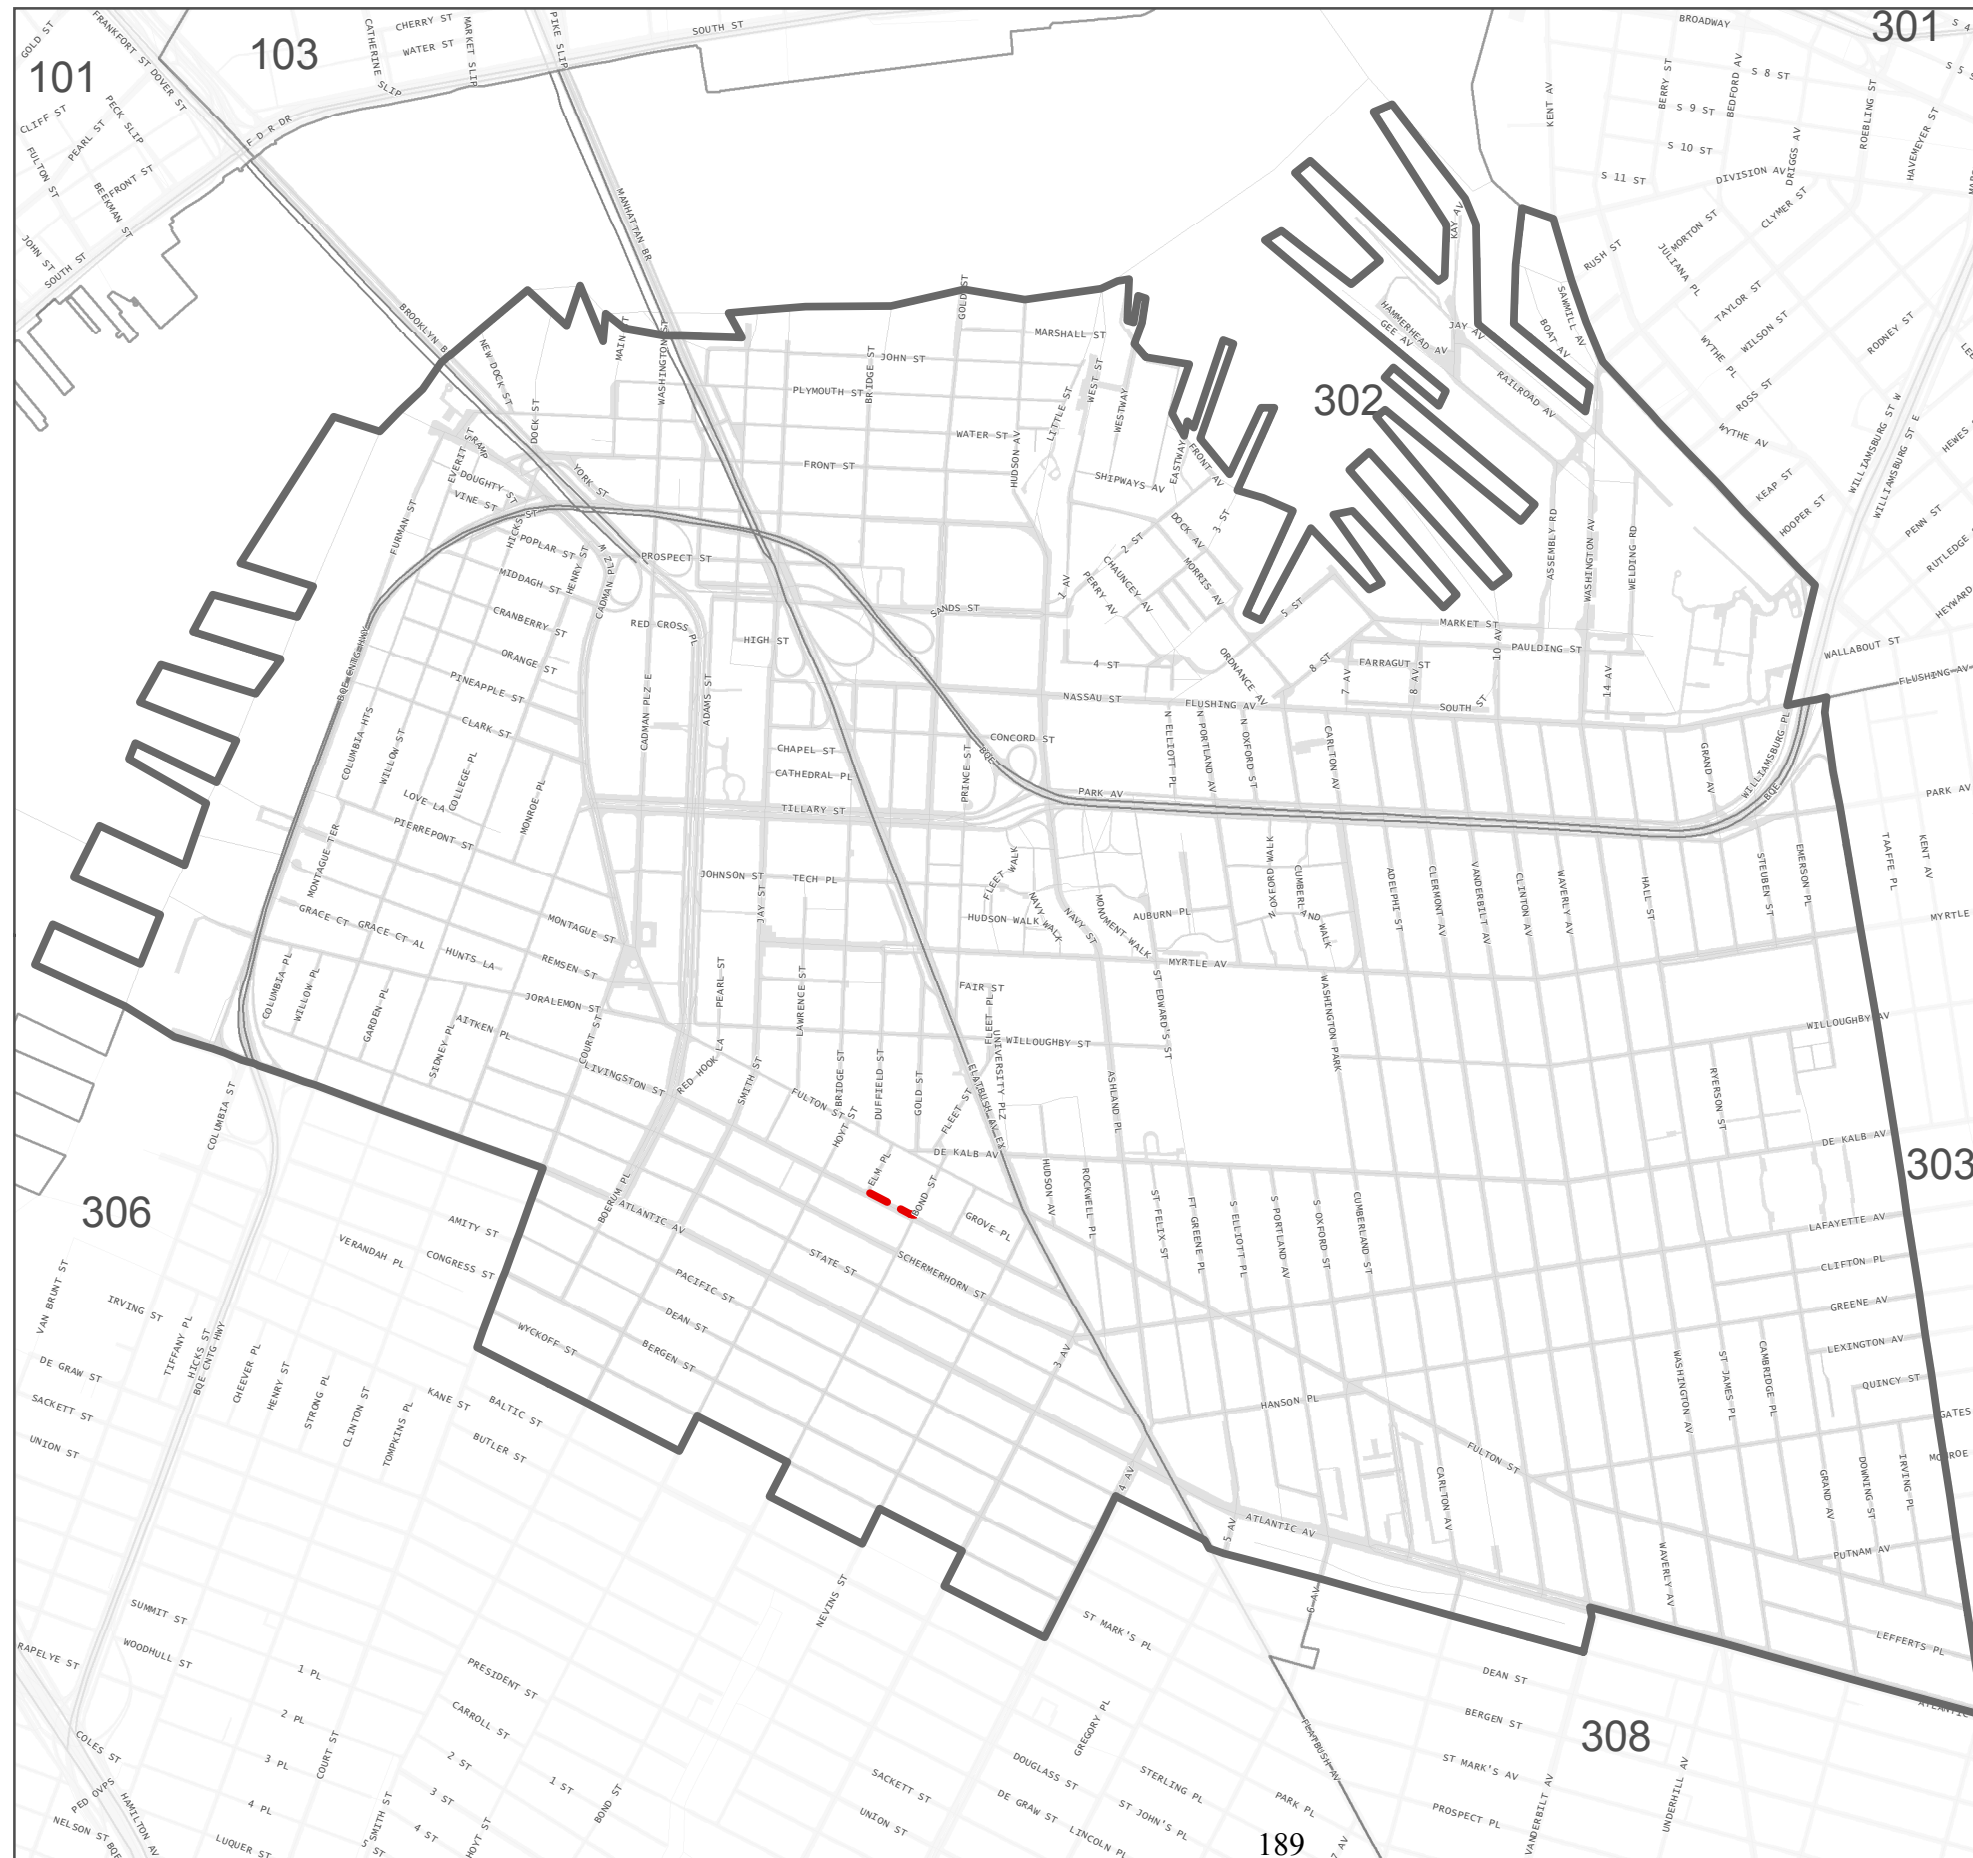 GOLD ST
FRANKFORT ST
DOVER ST
103
CHERRY ST
CATHERINE SLIP
WATER ST
MARKET SLIP
PIKE SLIP
SOUTH ST
BROADWAY
301
101
PECK SLIP
CLIFF ST
PEARL ST
F D R DR
FULTON ST
FRONT ST
BEEKMAN ST
JOHN ST
SOUTH ST
KENT AV
BERRY ST
BEDFORD AV
S 8 ST
S 9 ST
S 10 ST
S 11 ST
DIVISION AV
DRIGGS AV
ROEBLING ST
HAVEMEYER ST
CLYMER ST
MORTON ST
JULIANA PL
RUSH ST
TAYLOR ST
WILSON ST
WYTHE PL
ROSS ST
WYTHE AV
RODNEY ST
KEAP ST
HOOPER ST
WILLIAMSBURG ST W
WILLIAMSBURG ST E
PENN ST
WALLABOUT ST
FLUSHING AV
MANHATTAN BR
KAY AV
HAMMERHEAD AV
GEE AV
JAY AV
RAILROAD AV
SAWMILL AV
BOAT AV
302
NEW DOCK ST
DOCK ST
MAIN ST
WASHINGTON ST
GOLD ST
MARSHALL ST
JOHN ST
BRIDGE ST
PLYMOUTH ST
WATER ST
FRONT ST
HUDSON AV
LITTLE ST
WEST ST
WESTWAY
EASTWAY
FRONT AV
SHIPWAYS AV
EVERIT ST
RAMP
DOUGHTY ST
VINE ST
YORK ST
FURMAN ST
HICKS ST
POPLAR ST
HENRY ST
MIDDAGH ST
CADMAN PLZ W
PROSPECT ST
CRANBERRY ST
RED CROSS PL
HIGH ST
SANDS ST
1 AV
2 ST
3 ST
DOCK AV
MORRIS AV
CHAUNCEY AV
PERRY AV
5 ST
4 ST
ORDNANCE AV
8 ST
7 AV
8 AV
FARRAGUT ST
MARKET ST
10 AV
PAULDING ST
14 AV
SOUTH ST
ASSEMBLY RD
WASHINGTON AV
WELDING RD
ORANGE ST
PINEAPPLE ST
CLARK ST
BQE CNTG HWY
COLUMBIA HTS
WILLOW ST
COLLEGE PL
LOVE LA
MONROE PL
PIERREPONT ST
MONTAGUE TER
CADMAN PLZ E
ADAMS ST
NASSAU ST
FLUSHING AV
CHAPEL ST
CATHEDRAL PL
CONCORD ST
PRINCE ST
BQE
TILLARY ST
PARK AV
N ELLIOTT PL
N PORTLAND AV
N OXFORD ST
CARLTON AV
GRAND AV
WILLIAMSBURG PL
BQE
PARK AV
JOHNSON ST
TECH PL
JAY ST
FLEET WALK
HUDSON WALK
NAVY WALK
NAVY ST
MONUMENT WALK
AUBURN PL
N OXFORD WALK
CUMBERLAND WALK
ADELPHI ST
CLERMONT AV
VANDERBILT AV
CLINTON AV
WAVERLY AV
HALL ST
STEUBEN ST
EMERSON PL
TAAFFE PL
KENT AV
MYRTLE
GRACE CT
GRACE CT AL
HUNTS LA
MONTAGUE ST
REMSEN ST
JORALEMON ST
COLUMBIA PL
WILLOW PL
GARDEN PL
SIDNEY PL
AITKEN PL
COURT ST
LIVINGSTON ST
RED HOOK LA
PEARL ST
LAWRENCE ST
SMITH ST
FULTON ST
BRIDGE ST
HOYT ST
DUFFIELD ST
GOLD ST
FLEET ST
FAIR ST
FLEET PL
UNIVERSITY PLZ
WILLOUGHBY ST
MYRTLE AV
ST EDWARD'S ST
ASHLAND PL
WASHINGTON PARK
WILLOUGHBY AV
RYERSON ST
DE KALB AV
303
COLUMBIA ST
306
FLATBUSH AV EX
DE KALB AV
ELM PL
BOND ST
GROVE PL
HUDSON AV
ROCKWELL PL
ST FELIX ST
FT GREENE PL
S ELLIOTT PL
S PORTLAND AV
S OXFORD ST
CUMBERLAND ST
LAFAYETTE AV
CLIFTON PL
GREENE AV
LEXINGTON AV
QUINCY ST
GATES
BOERUM PL
ATLANTIC AV
STATE ST
SCHERMERHORN ST
PACIFIC ST
DEAN ST
BERGEN ST
WYCKOFF ST
3 AV
4 AV
5 AV
6 AV
HANSON PL
FULTON ST
ATLANTIC AV
CARLTON AV
WASHINGTON AV
ST JAMES PL
CAMBRIDGE PL
GRAND AV
DOWNING ST
IRVING PL
PUTNAM AV
WAVERLY AV
LEFFERTS PL
AMITY ST
CONGRESS ST
VERANDAH PL
VAN BRUNT ST
IRVING ST
TIFFANY PL
HICKS ST
BQE CNTG HWY
CHEEVER PL
HENRY ST
STRONG PL
CLINTON ST
TOMPKINS PL
KANE ST
BALTIC ST
BUTLER ST
DE GRAW ST
SACKETT ST
UNION ST
SUMMIT ST
WOODHULL ST
RAPELYE ST
1 PL
2 PL
3 PL
4 PL
COLES ST
PED OVPS
HAMILTON AV
NELSON ST
BQE
LUQUER ST
COURT ST
SMITH ST
5 ST
4 ST
3 ST
2 ST
1 ST
HOYT ST
BOND ST
PRESIDENT ST
CARROLL ST
NEVINS ST
SACKETT ST
UNION ST
ST MARK'S PL
GREGORY PL
DOUGLASS ST
DE GRAW ST
LINCOLN PL
STERLING PL
ST JOHN'S PL
PARK PL
FLATBUSH AV
7 AV
DEAN ST
BERGEN ST
ST MARK'S AV
PROSPECT PL
VANDERBILT AV
UNDERHILL AV
308
189